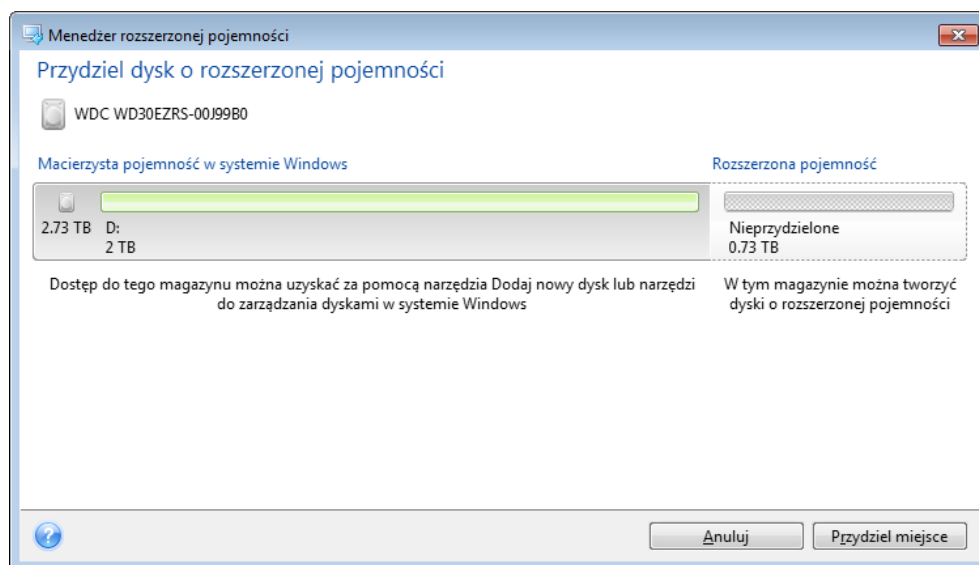 Menedżer rozszerzonej pojemności
Przydziel dysk o rozszerzonej pojemności
WDC WD30EZRS-00J99B0
Macierzysta pojemność w systemie Windows
Rozszerzona pojemność
2.73 TB
D:
2 TB
Nieprzydzielone
0.73 TB
Dostęp do tego magazynu można uzyskać za pomocą narzędzia Dodaj nowy dysk lub narzędzi
do zarządzania dyskami w systemie Windows
W tym magazynie można tworzyć
dyski o rozszerzonej pojemności
?
Anuluj
Przydziel miejsce